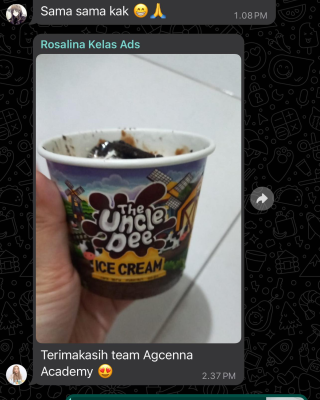 Sama sama kak 😁🙏
1.08 PM
Rosalina Kelas Ads
The
Uncle
Dee
ICE CREAM
Terimakasih team Agcenna
Academy 😍
2.37 PM